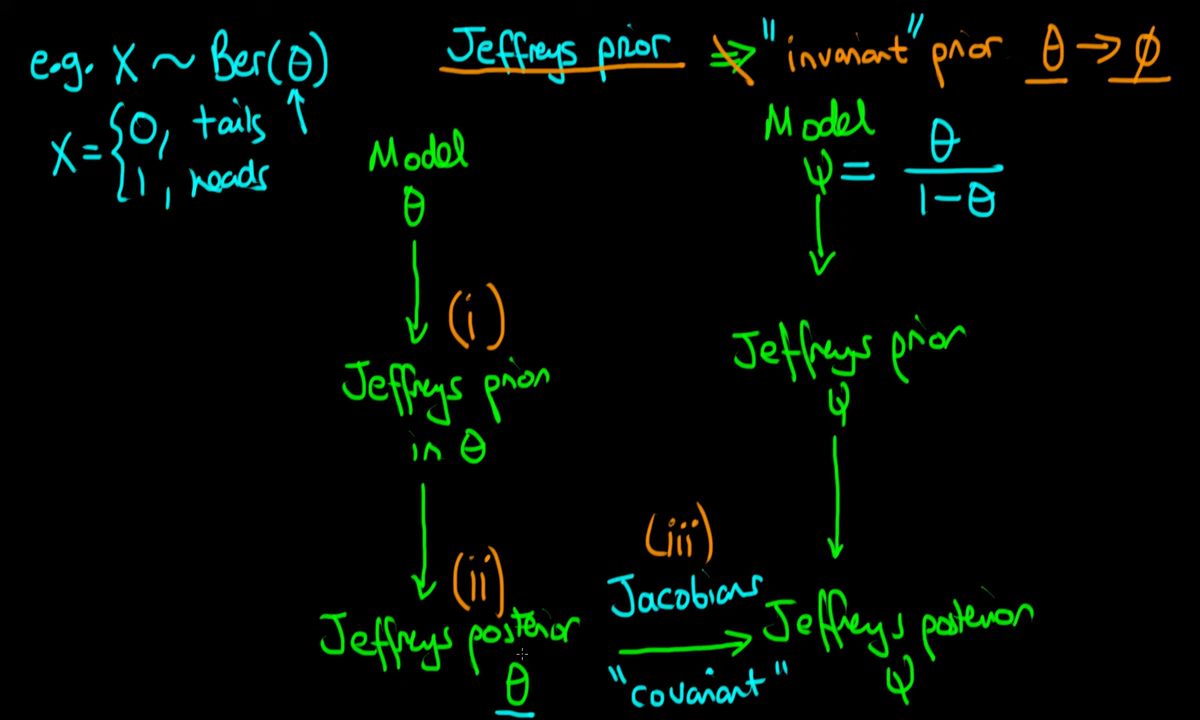 e.g. X ~ Ber(θ)
X = { 0, tails
1, heads
Jeffreys prior ⇏ "invariant" prior θ → ϕ
Model
θ
(i)
Jeffreys prior
in θ
(ii)
Jeffreys posterior
θ
Model
ψ = θ / 1-θ
Jeffreys prior
ψ
(iii)
Jacobians
"covariant"
Jeffreys posterior
ψ